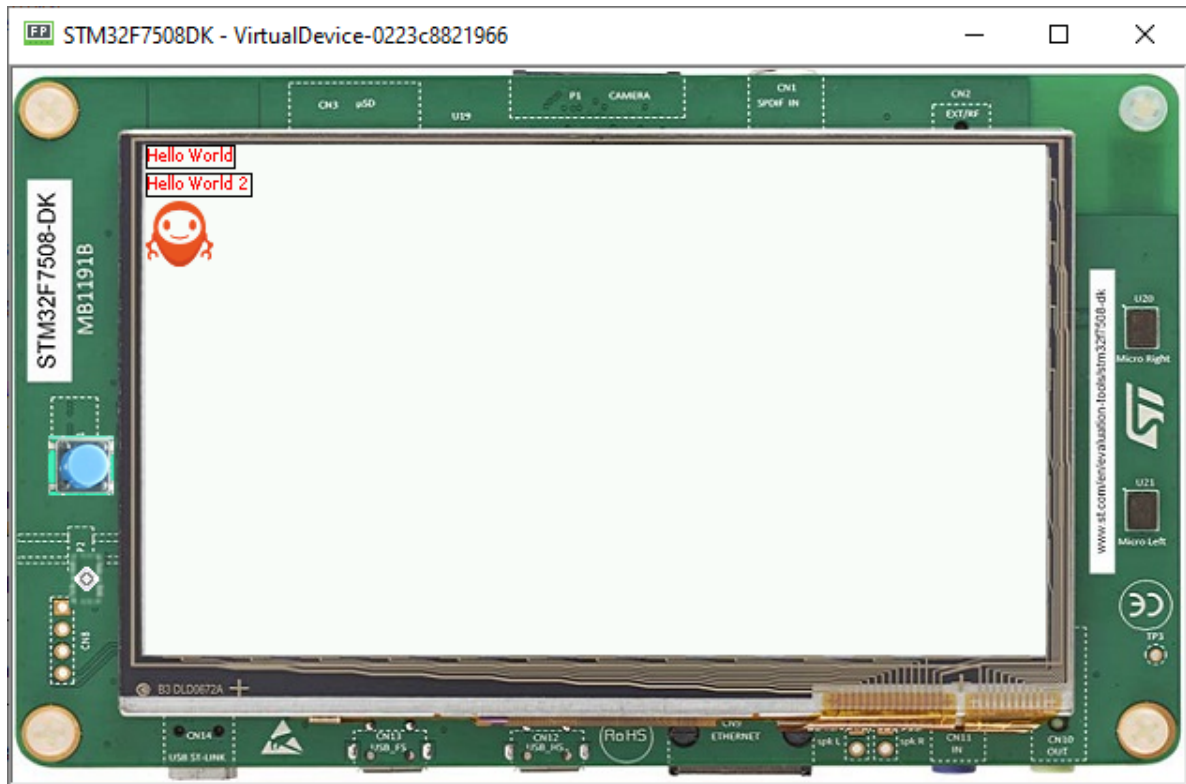 FP
STM32F7508DK - VirtualDevice-0223c8821966
CN3 µSD
U19
P1 CAMERA
CN1
SPDIF IN
CN2
EXT/RF
Hello World
Hello World 2
STM32F7508-DK
MB1191B
www.st.com/en/evaluation-tools/stm32f7508-dk
U20
Micro Right
ST
U21
Micro Left
CE
TP3
P2
CN8
B3 DLD0672A
CN14
USB ST-LINK
CN13
USB_FS
CN12
USB_HS
RoHS
CN9
ETHERNET
spk L
spk R
CN11
IN
CN10
OUT